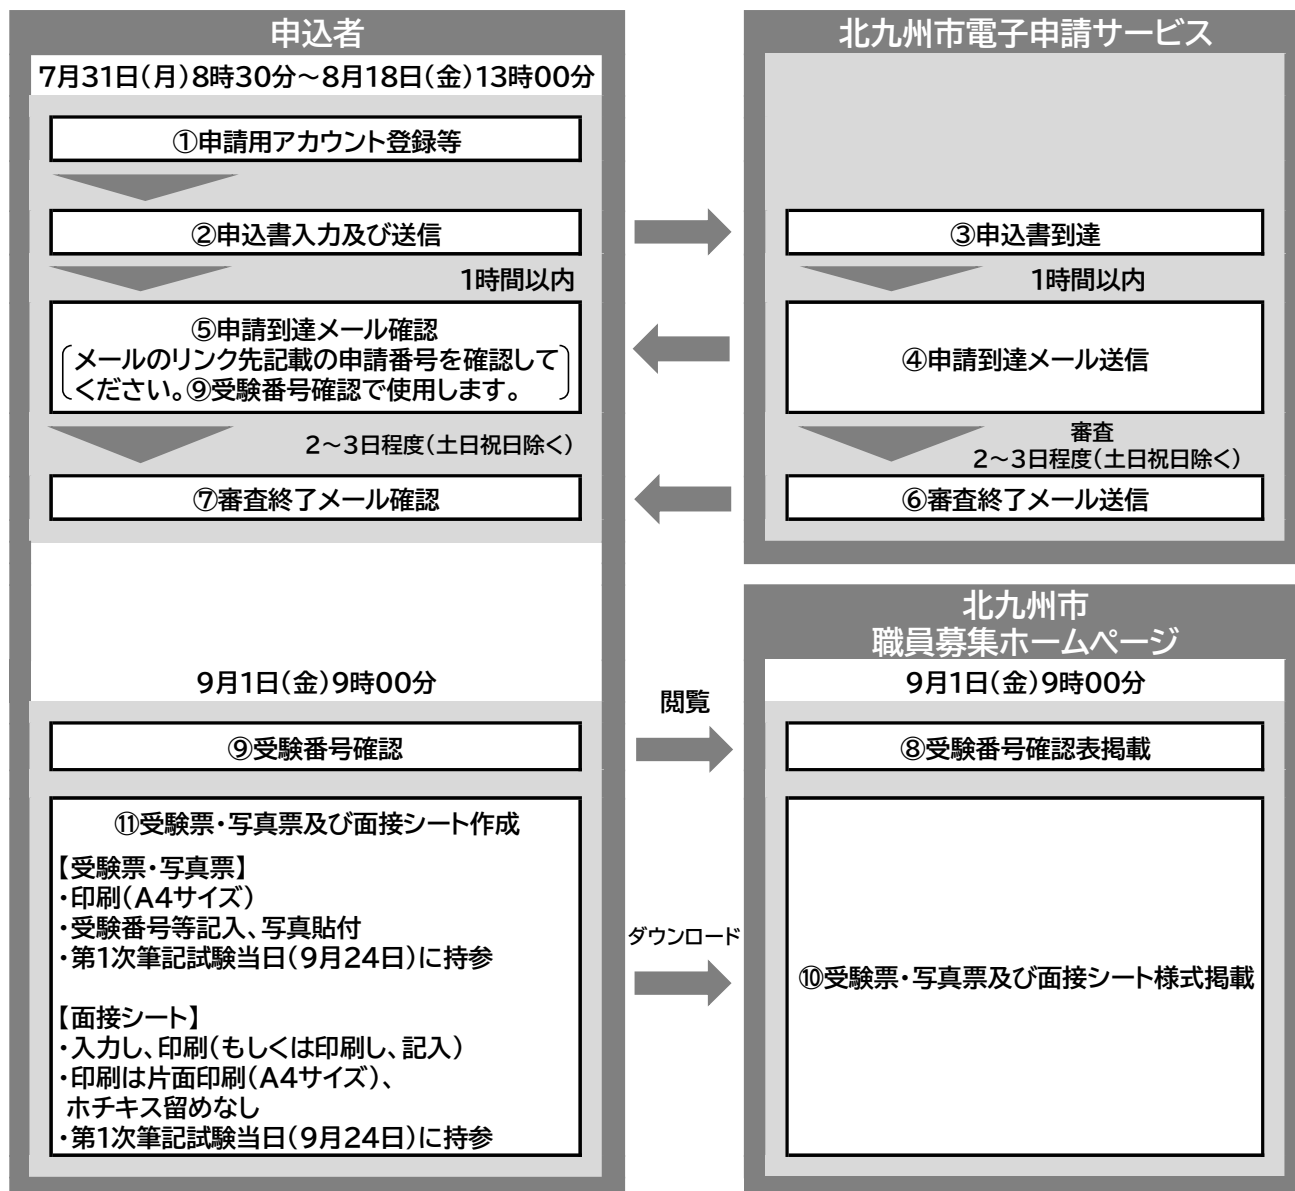 申込者
7月31日(月)8時30分～8月18日(金)13時00分
①申請用アカウント登録等
②申込書入力及び送信
1時間以内
⑤申請到達メール確認
メールのリンク先記載の申請番号を確認して
ください。⑨受験番号確認で使用します。
2～3日程度(土日祝日除く)
⑦審査終了メール確認
北九州市電子申請サービス
③申込書到達
1時間以内
④申請到達メール送信
審査
2～3日程度(土日祝日除く)
⑥審査終了メール送信
9月1日(金)9時00分
⑨受験番号確認
⑪受験票・写真票及び面接シート作成
【受験票・写真票】
・印刷(A4サイズ)
・受験番号等記入、写真貼付
・第1次筆記試験当日(9月24日)に持参
【面接シート】
・入力し、印刷(もしくは印刷し、記入)
・印刷は片面印刷(A4サイズ)、
ホチキス留めなし
・第1次筆記試験当日(9月24日)に持参
閲覧
ダウンロード
北九州市
職員募集ホームページ
9月1日(金)9時00分
⑧受験番号確認表掲載
⑩受験票・写真票及び面接シート様式掲載